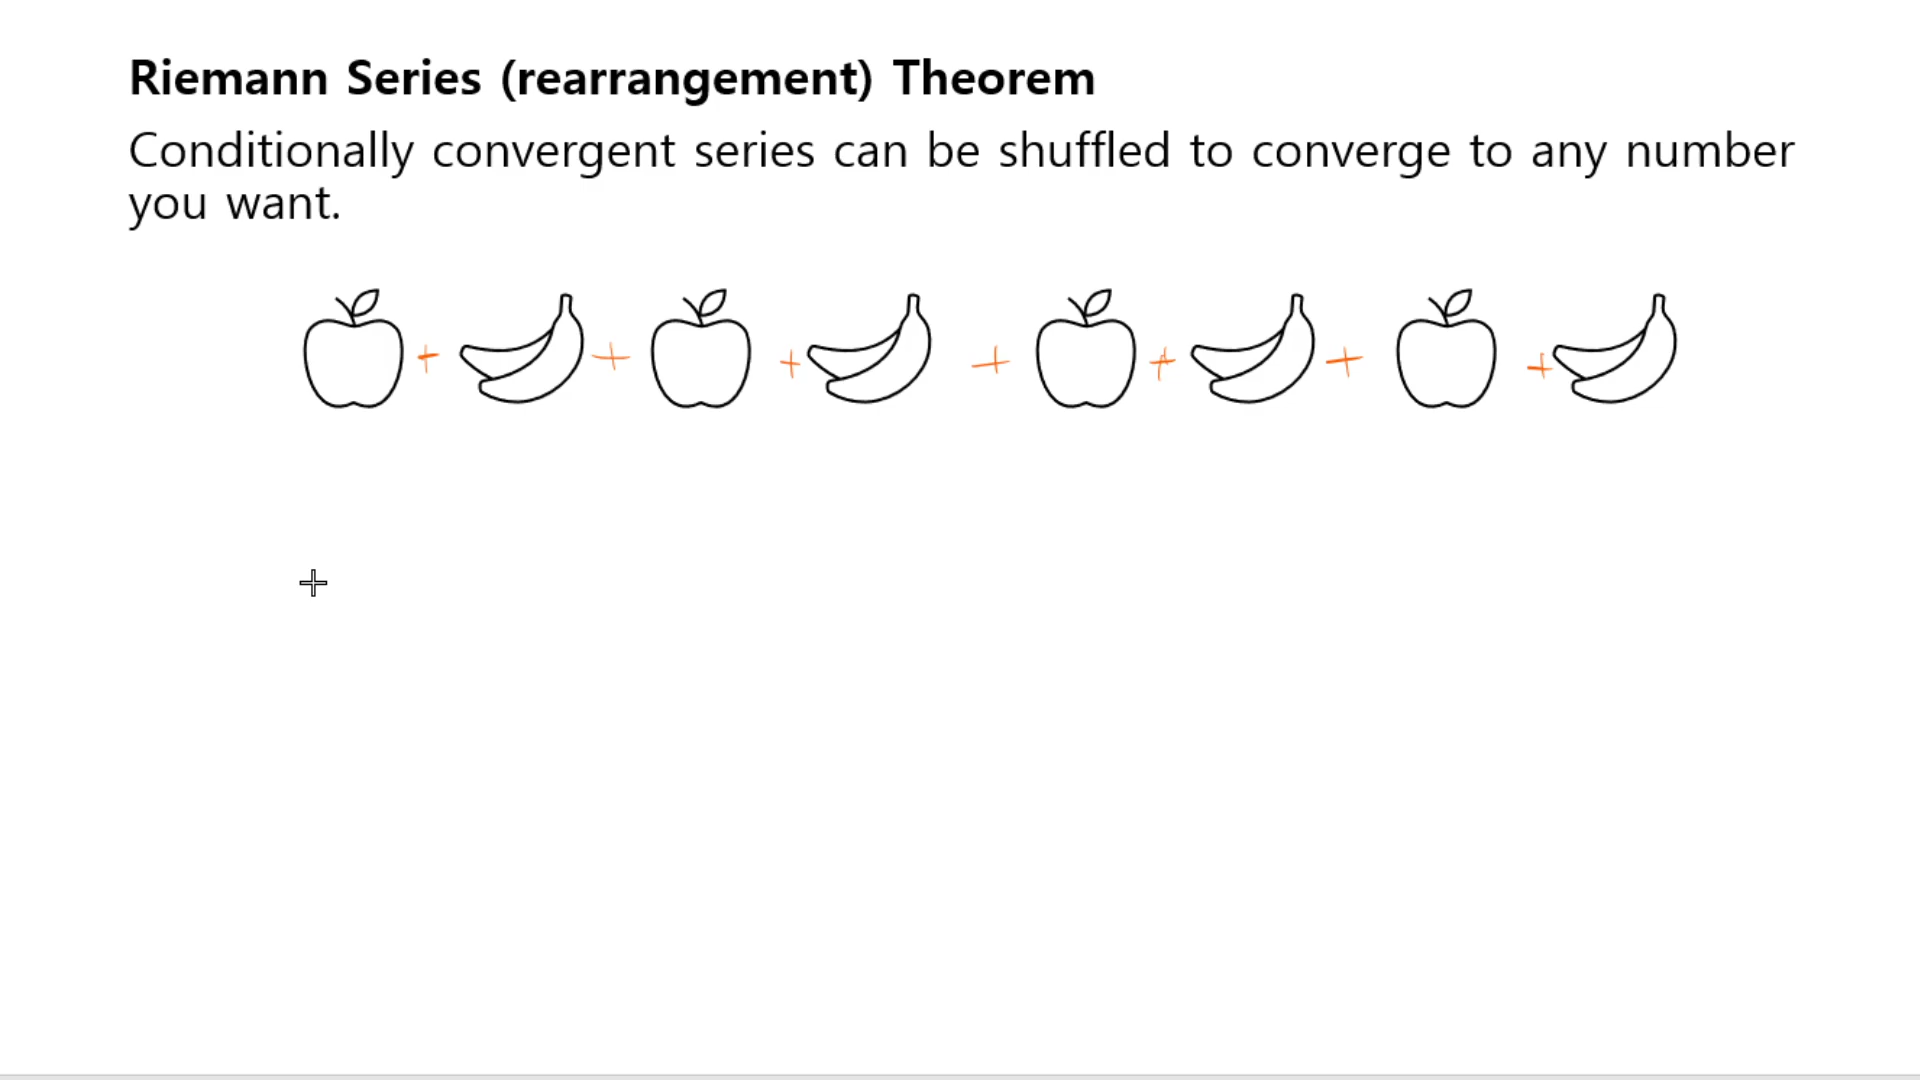 Riemann Series (rearrangement) Theorem
Conditionally convergent series can be shuffled to converge to any number
you want.
+ + + + + + +